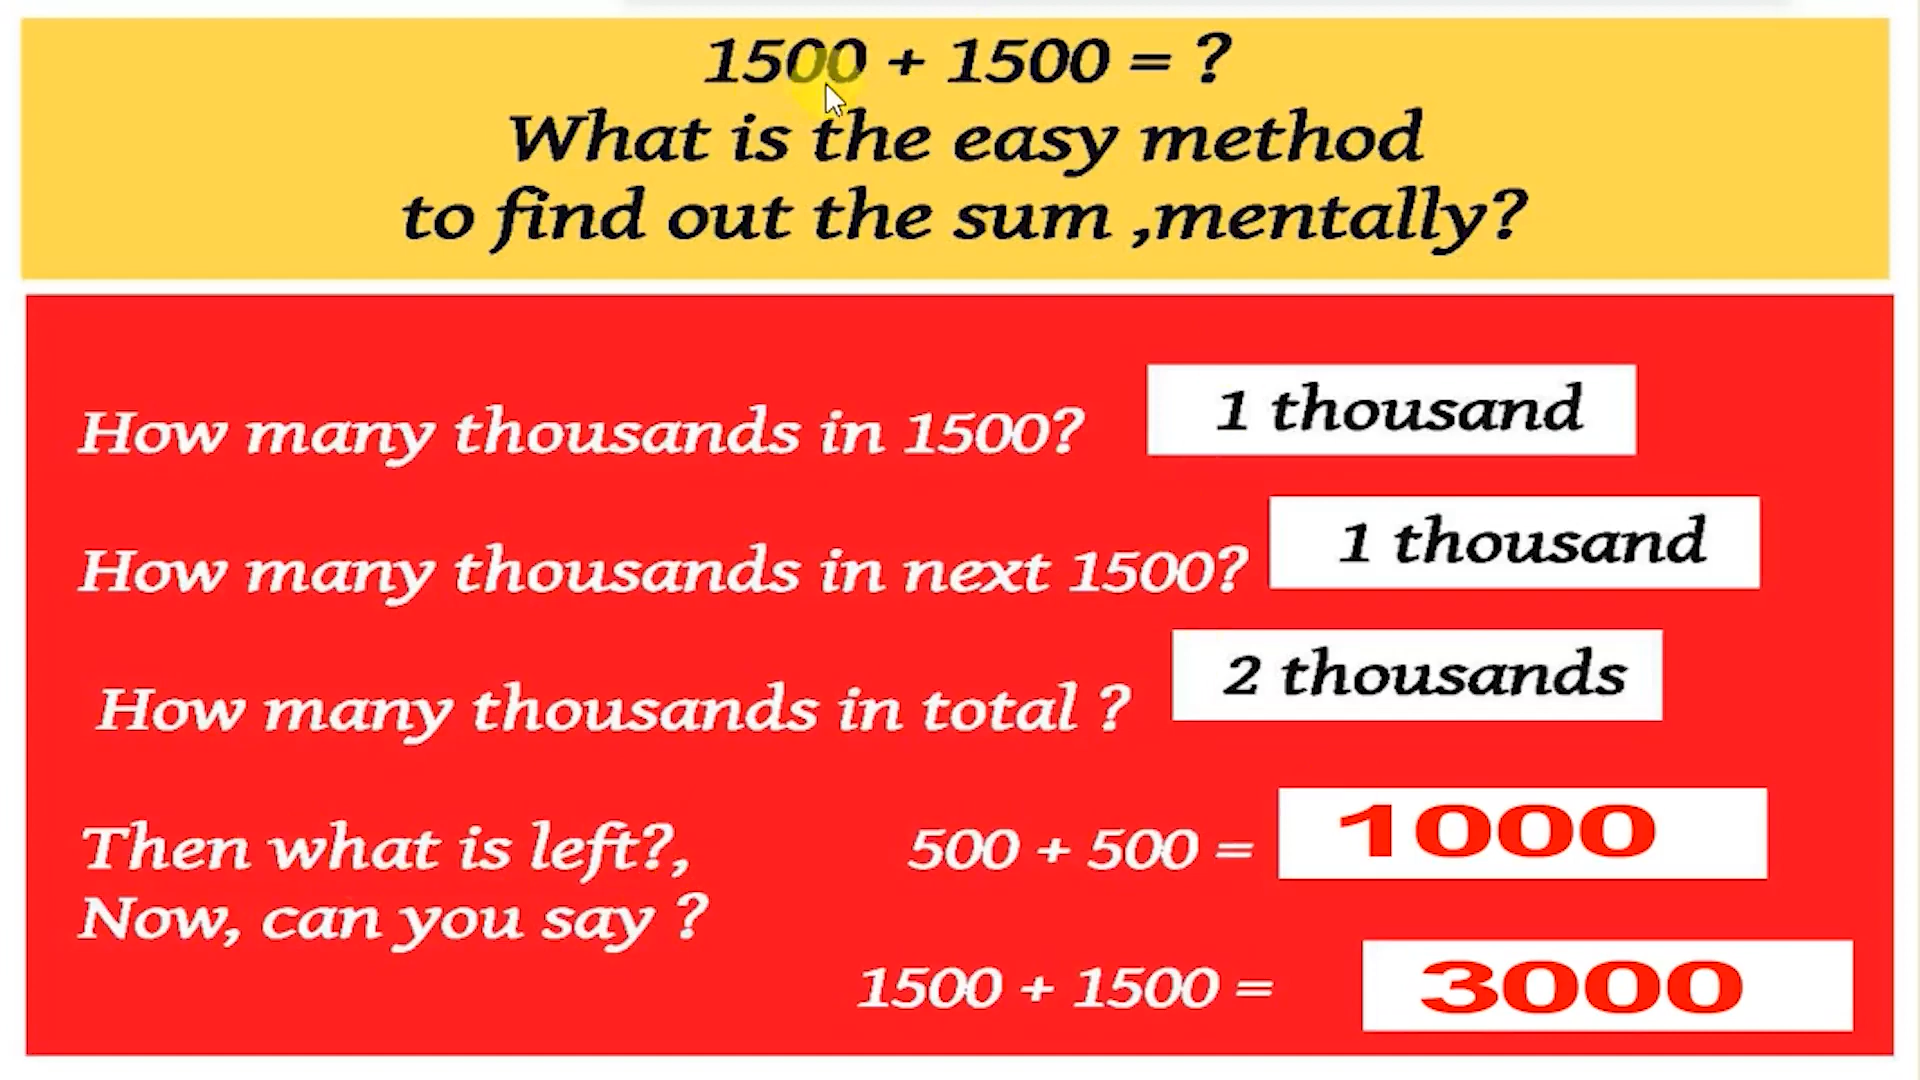 1500 + 1500 = ?
What is the easy method
to find out the sum ,mentally?
How many thousands in 1500? 1 thousand
How many thousands in next 1500? 1 thousand
How many thousands in total ? 2 thousands
Then what is left?, 500 + 500 = 1000
Now, can you say ?
1500 + 1500 = 3000